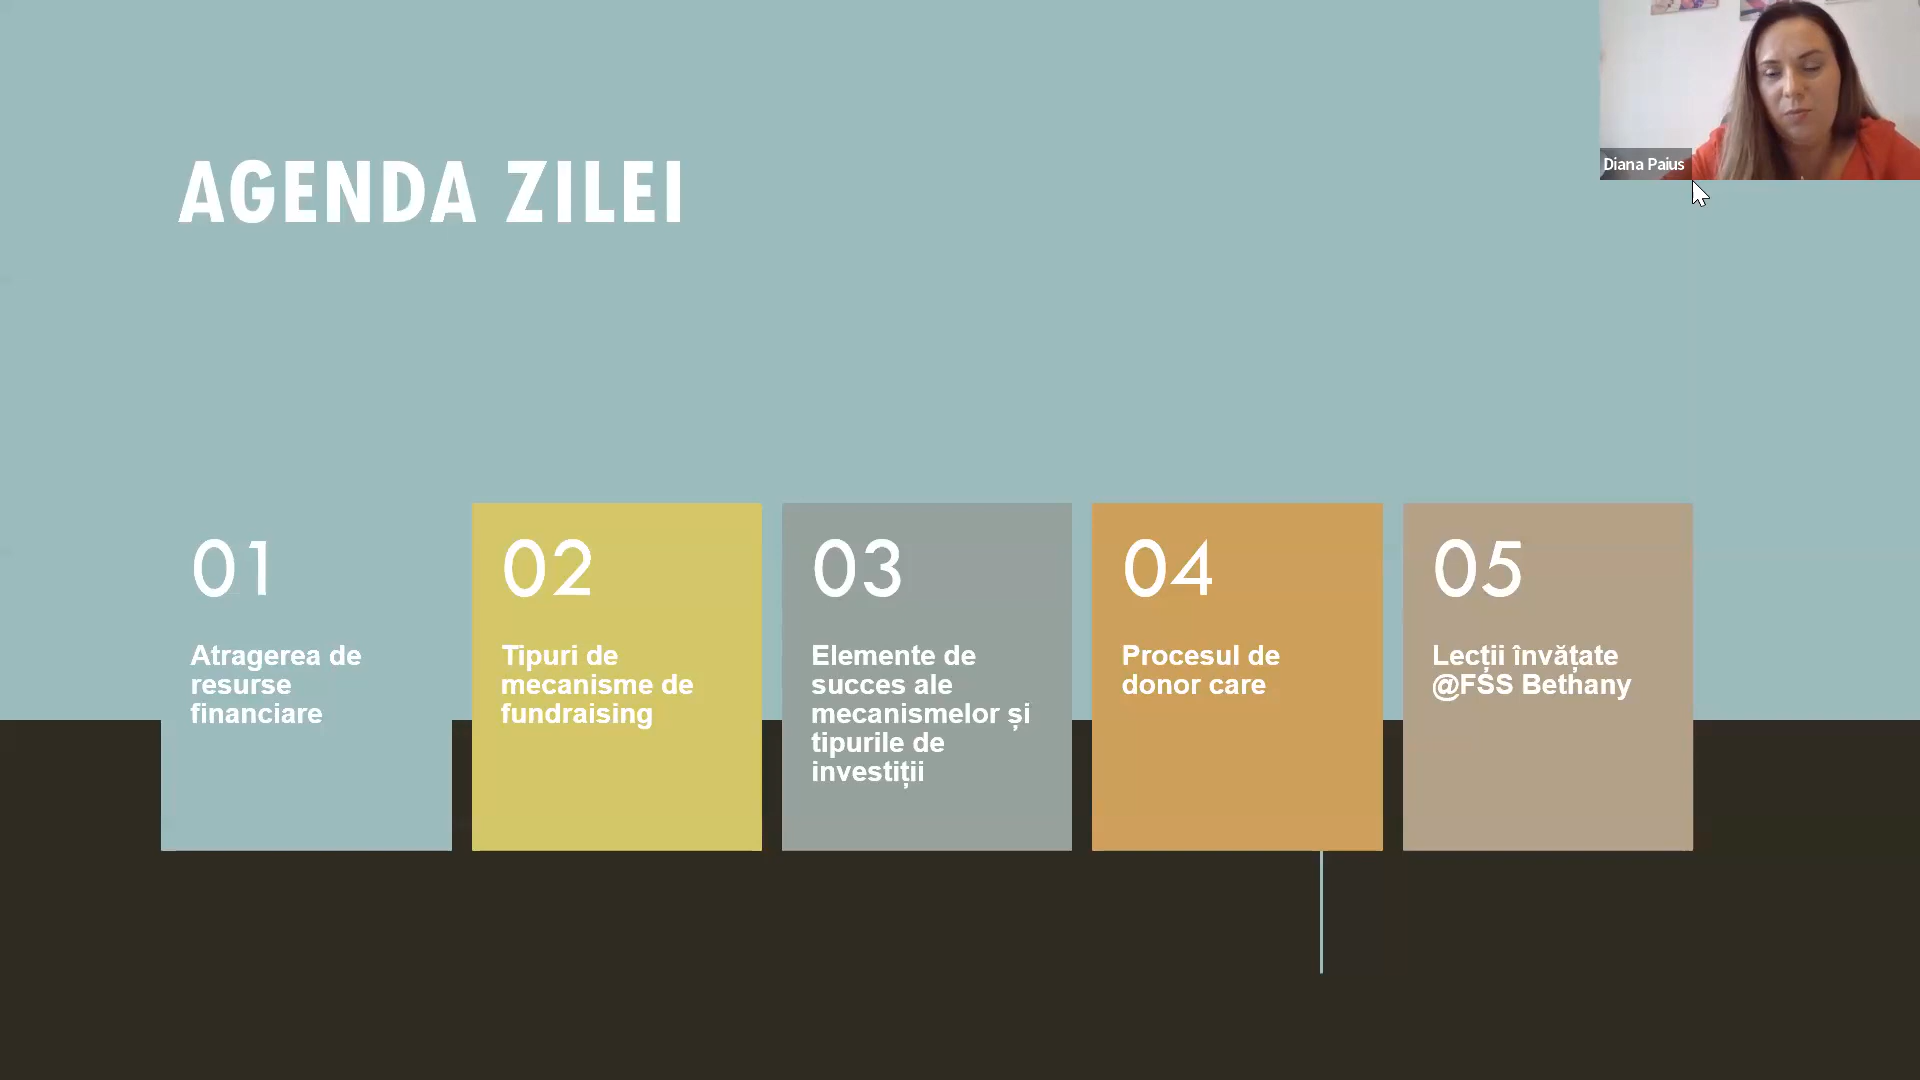 AGENDA ZILEI
Diana Paius
01
Atragerea de
resurse
financiare
02
Tipuri de
mecanisme de
fundraising
03
Elemente de
succes ale
mecanismelor și
tipurile de
investiții
04
Procesul de
donor care
05
Lecții învățate
@FSS Bethany